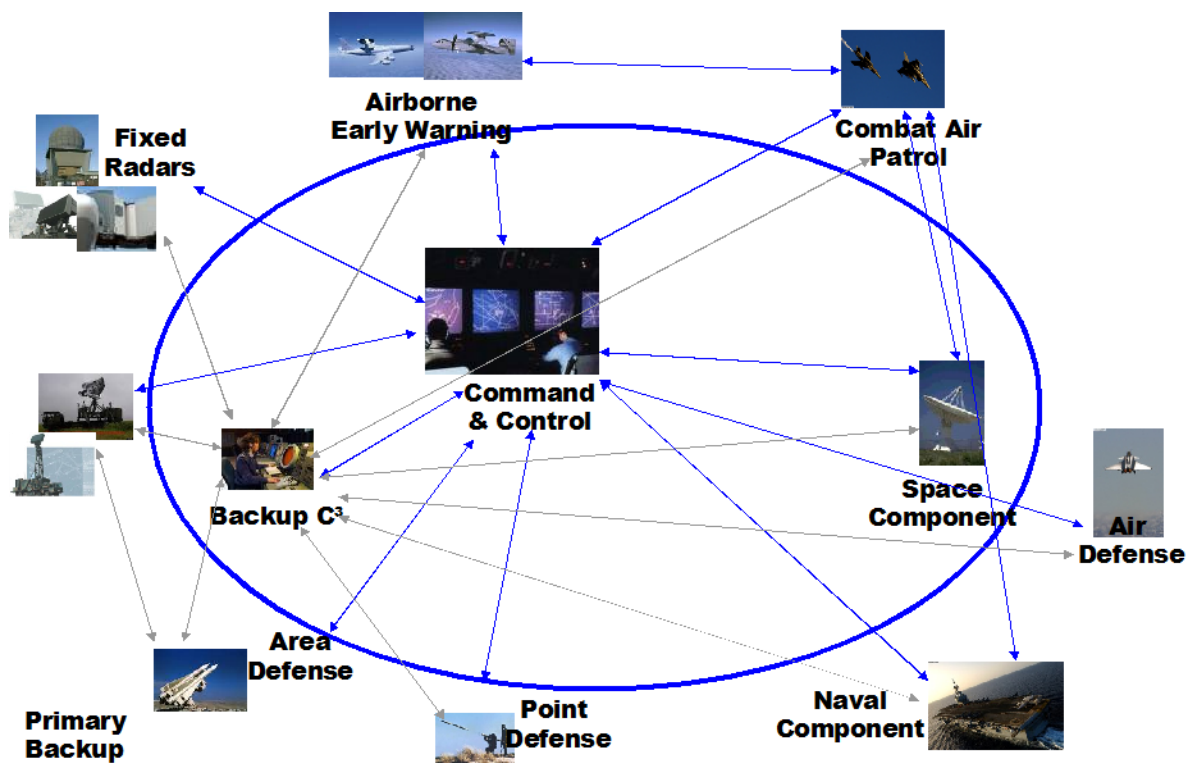 Airborne
Early Warning
Combat Air
Patrol
Fixed
Radars
Command
& Control
Backup C³
Space
Component
Air
Defense
Area
Defense
Naval
Component
Point
Defense
Primary
Backup